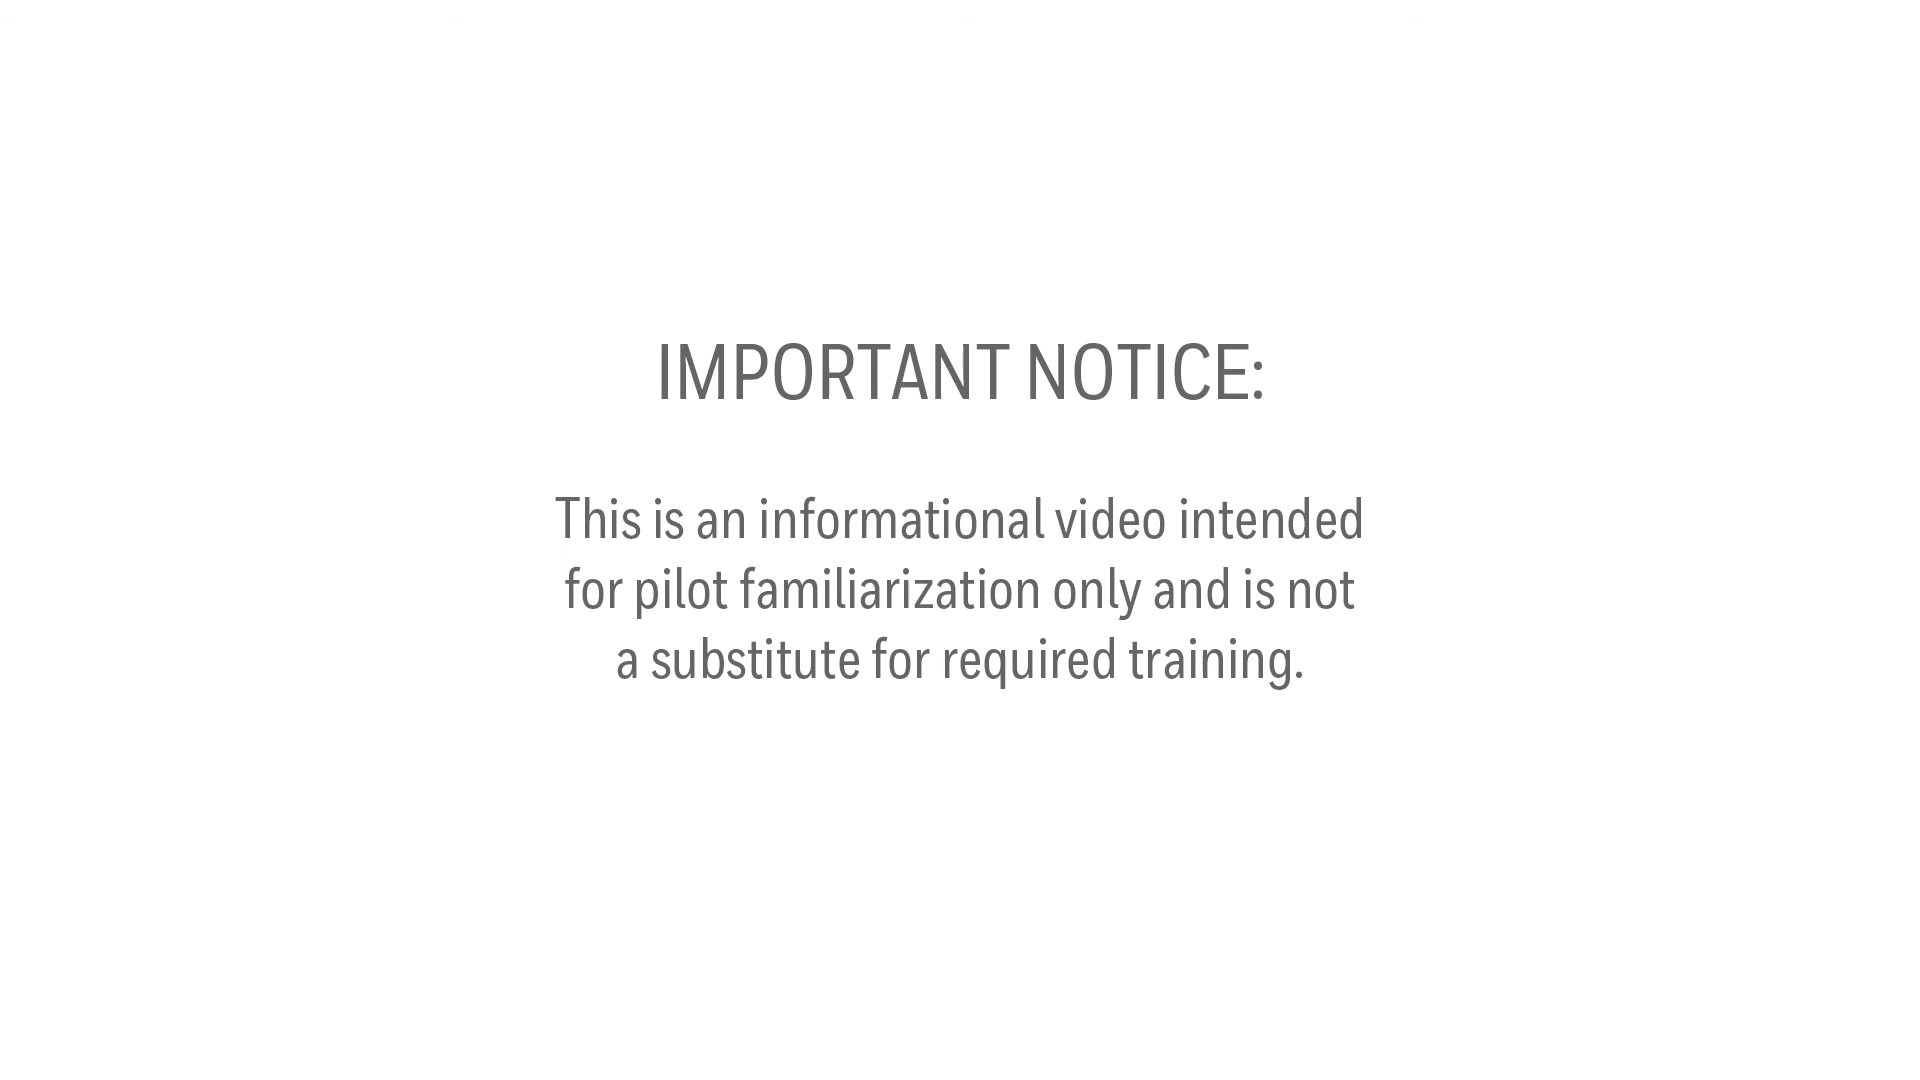 IMPORTANT NOTICE:
This is an informational video intended
for pilot familiarization only and is not
a substitute for required training.